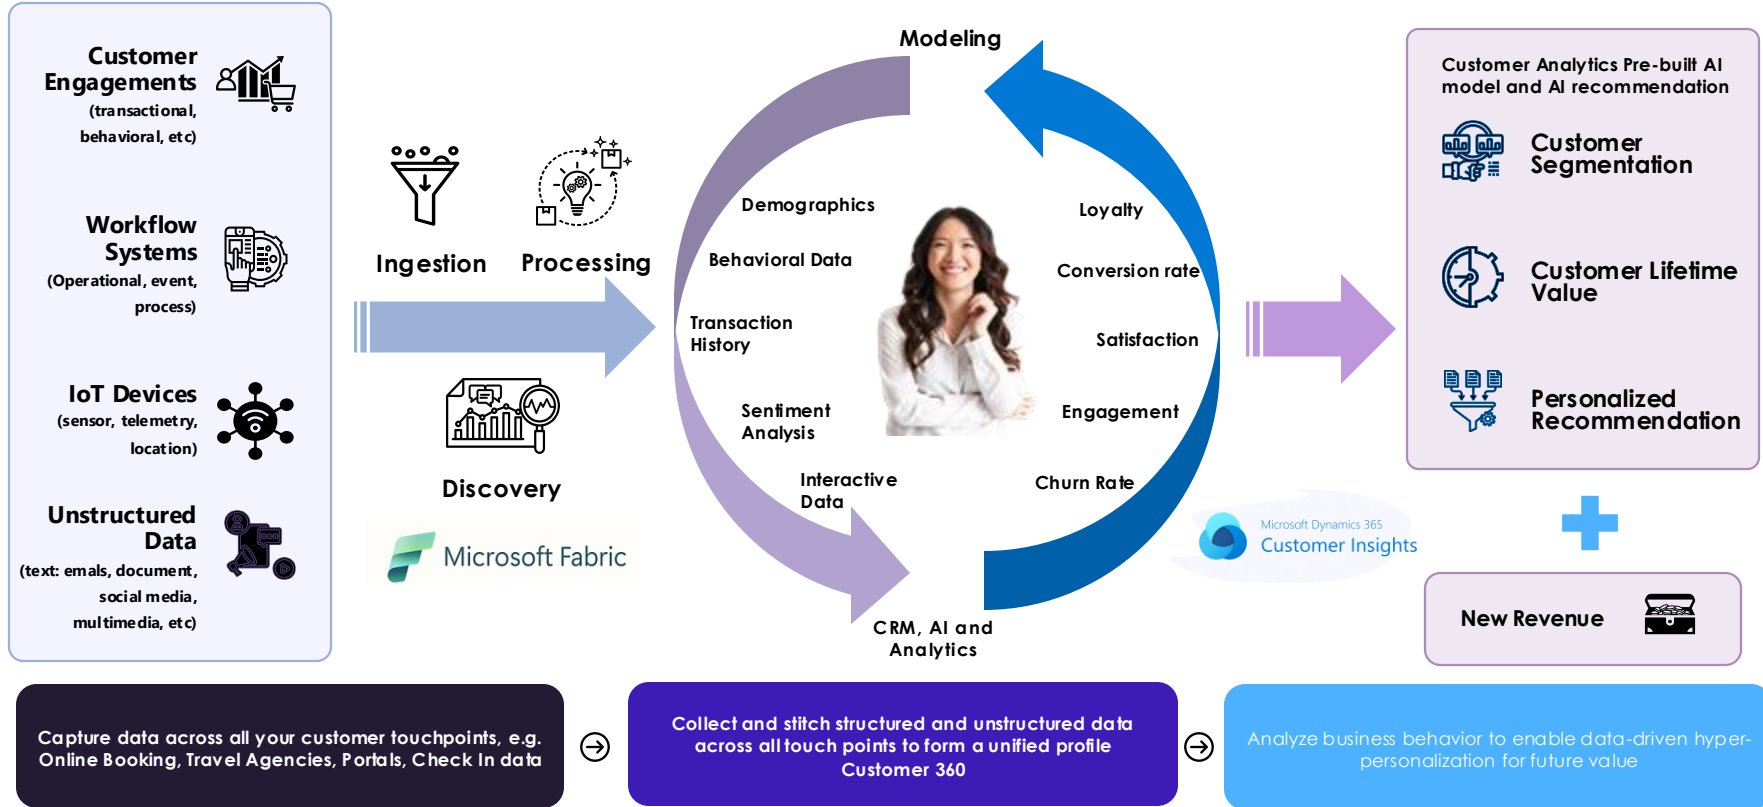 Customer
Engagements
(transactional,
behavioral, etc)
Workflow
Systems
(Operational, event,
process)
IoT Devices
(sensor, telemetry,
location)
Unstructured
Data
(text: emals, document,
social media,
multimedia, etc)
Ingestion
Processing
Discovery
Microsoft Fabric
Modeling
Demographics
Behavioral Data
Transaction
History
Sentiment
Analysis
Interactive
Data
Loyalty
Conversion rate
Satisfaction
Engagement
Churn Rate
CRM, AI and
Analytics
Microsoft Dynamics 365
Customer Insights
Customer Analytics Pre-built AI
model and AI recommendation
Customer
Segmentation
Customer Lifetime
Value
Personalized
Recommendation
New Revenue
Capture data across all your customer touchpoints, e.g.
Online Booking, Travel Agencies, Portals, Check In data
Collect and stitch structured and unstructured data
across all touch points to form a unified profile
Customer 360
Analyze business behavior to enable data-driven hyper-
personalization for future value